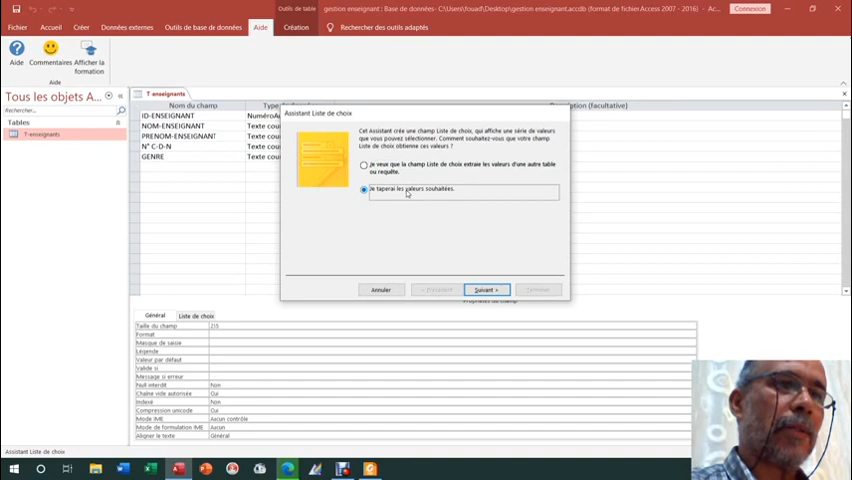 Outils de table
gestion enseignant : Base de données- C:\Users\fouad\Desktop\gestion enseignant.accdb (format de fichier Access 2007 - 2016) - Ac...
Connexion
Fichier
Accueil
Créer
Données externes
Outils de base de données
Aide
Création
Rechercher des outils adaptés
Aide
Commentaires
Afficher la
formation
Aide
Tous les objets A...
Rechercher...
Tables
T-enseignants
T enseignants
Nom du champ
ID-ENSEIGNANT
NOM-ENSEIGNANT
PRENOM-ENSEIGNANT
N° C-D-N
GENRE
NuméroAu
Texte cou
Texte cou
Texte cou
Texte cou
(facultative)
Assistant Liste de choix
Cet Assistant crée une champ Liste de choix, qui affiche une série de valeurs
que vous pouvez sélectionner. Comment souhaitez-vous que votre champ
Liste de choix obtienne ces valeurs ?
Je veux que la champ Liste de choix extraie les valeurs d'une autre table
ou requête.
Je taperai les valeurs souhaitées.
Annuler
Suivant >
Général
Liste de choix
Taille du champ 255
Format
Masque de saisie
Légende
Valeur par défaut
Valide si
Message si erreur
Null interdit Non
Chaîne vide autorisée Oui
Indexé Non
Compression unicode Oui
Mode IME Aucun contrôle
Mode de formulation IME Aucun
Aligner le texte Général
Assistant Liste de choix